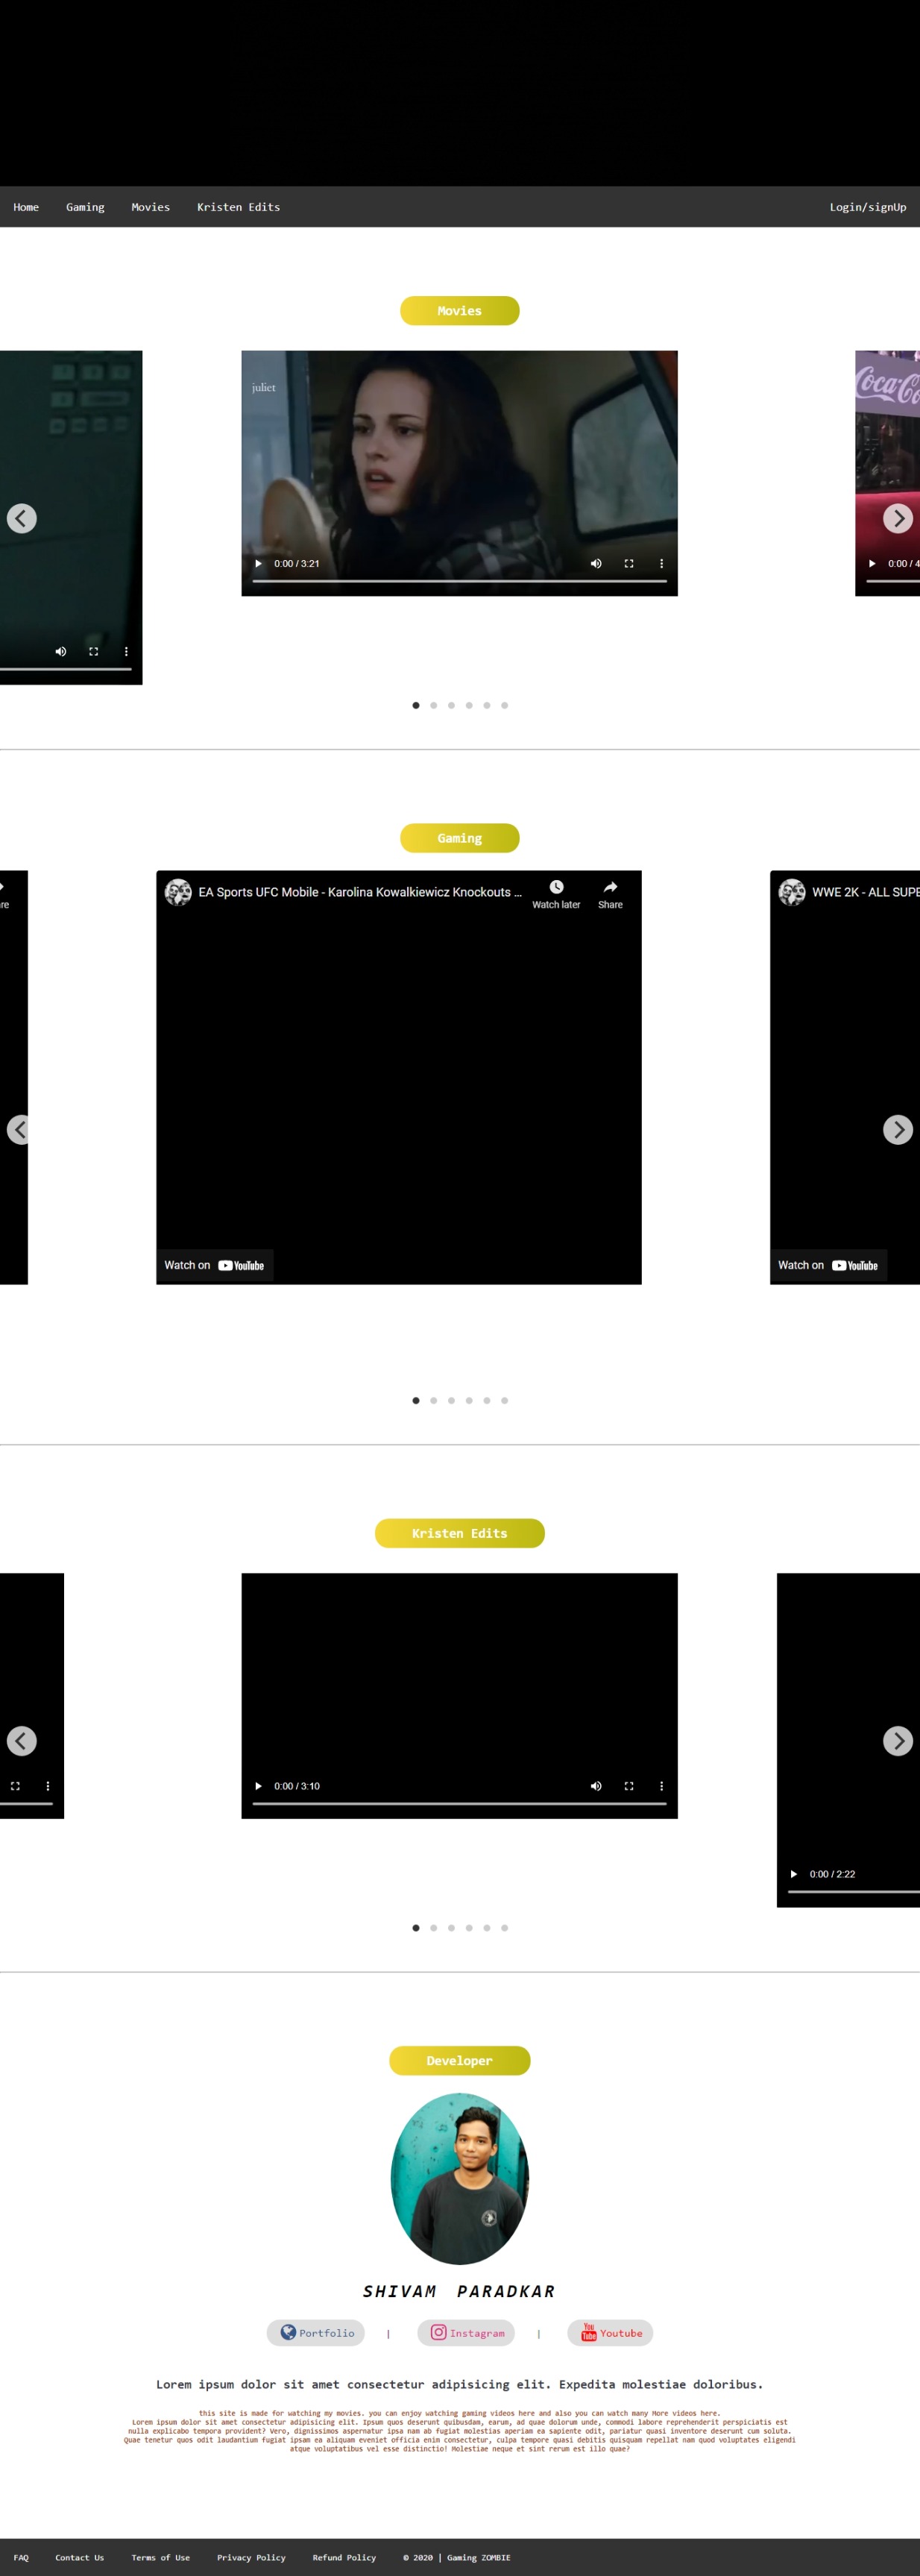 Home Gaming Movies Kristen Edits Login/signUp
Movies
juliet
Coca-Co
0:00 / 3:21
0:00 / 4
Gaming
re
EA Sports UFC Mobile - Karolina Kowalkiewicz Knockouts ...
Watch later
Share
WWE 2K - ALL SUPE
Watch on YouTube
Watch on YouTube
Kristen Edits
0:00 / 3:10
0:00 / 2:22
Developer
SHIVAM PARADKAR
Portfolio | Instagram | You Tube Youtube
Lorem ipsum dolor sit amet consectetur adipisicing elit. Expedita molestiae doloribus.
this site is made for watching my movies. you can enjoy watching gaming videos here and also you can watch many More videos here.
Lorem ipsum dolor sit amet consectetur adipisicing elit. Ipsum quos deserunt quibusdam, earum, ad quae dolorum unde, commodi labore reprehenderit perspiciatis est
nulla explicabo tempora provident? Vero, dignissimos aspernatur ipsa nam ab fugiat molestias aperiam ea sapiente odit, pariatur quasi inventore deserunt cum soluta.
Quae tenetur quos odit laudantium fugiat ipsam ea aliquam eveniet officia enim consectetur, culpa tempore quasi debitis quisquam repellat nam quod voluptates eligendi
atque voluptatibus vel esse distinctio! Molestiae neque et sint rerum est illo quae?
FAQ Contact Us Terms of Use Privacy Policy Refund Policy © 2020 | Gaming ZOMBIE